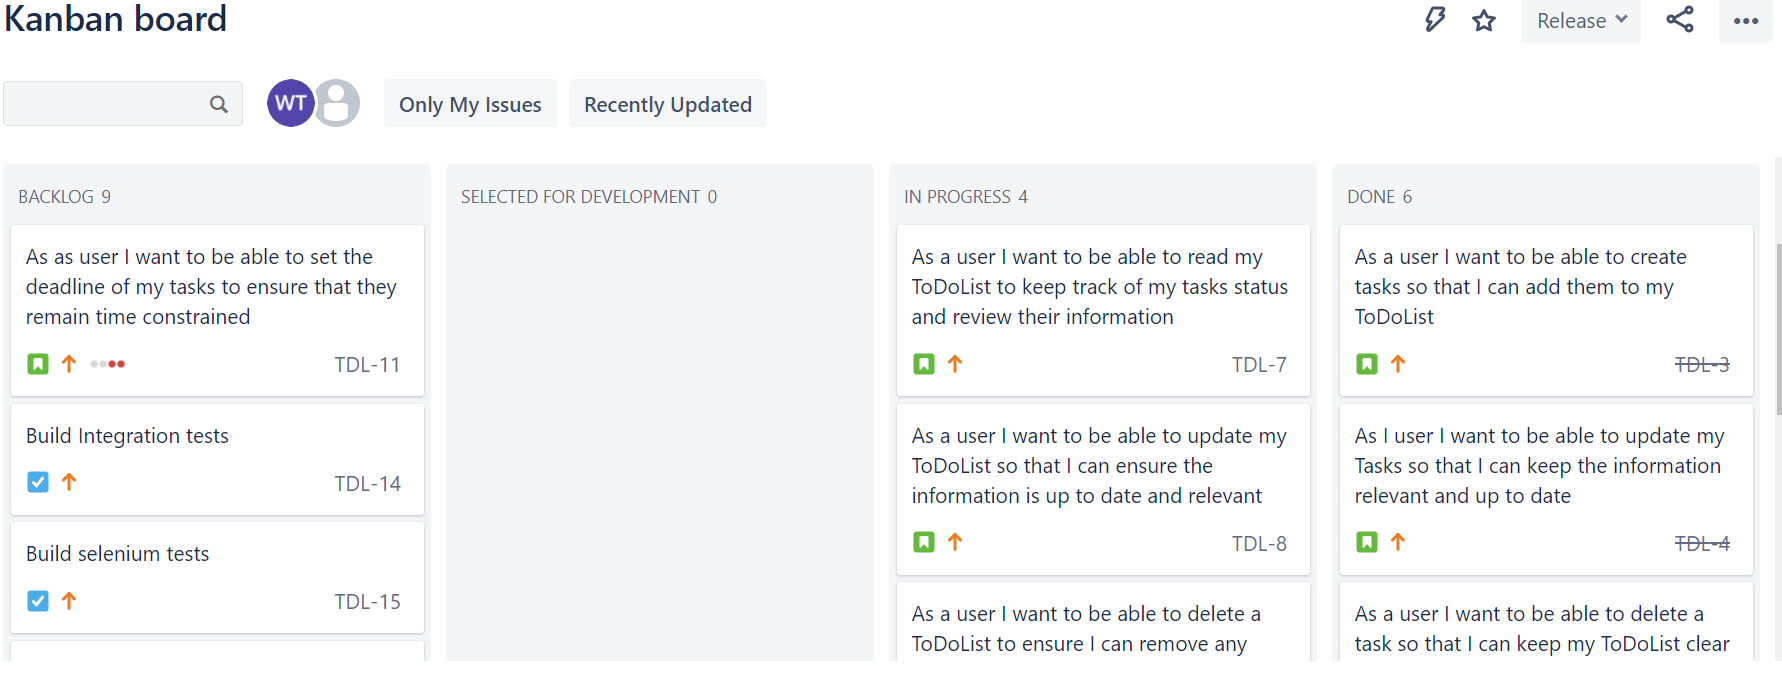 Kanban board
Release
WT
Only My Issues
Recently Updated
BACKLOG 9
As as user I want to be able to set the
deadline of my tasks to ensure that they
remain time constrained
TDL-11
Build Integration tests
TDL-14
Build selenium tests
TDL-15
SELECTED FOR DEVELOPMENT 0
IN PROGRESS 4
As a user I want to be able to read my
ToDoList to keep track of my tasks status
and review their information
TDL-7
As a user I want to be able to update my
ToDoList so that I can ensure the
information is up to date and relevant
TDL-8
As a user I want to be able to delete a
ToDoList to ensure I can remove any
DONE 6
As a user I want to be able to create
tasks so that I can add them to my
ToDoList
TDL-3
As I user I want to be able to update my
Tasks so that I can keep the information
relevant and up to date
TDL-4
As a user I want to be able to delete a
task so that I can keep my ToDoList clear